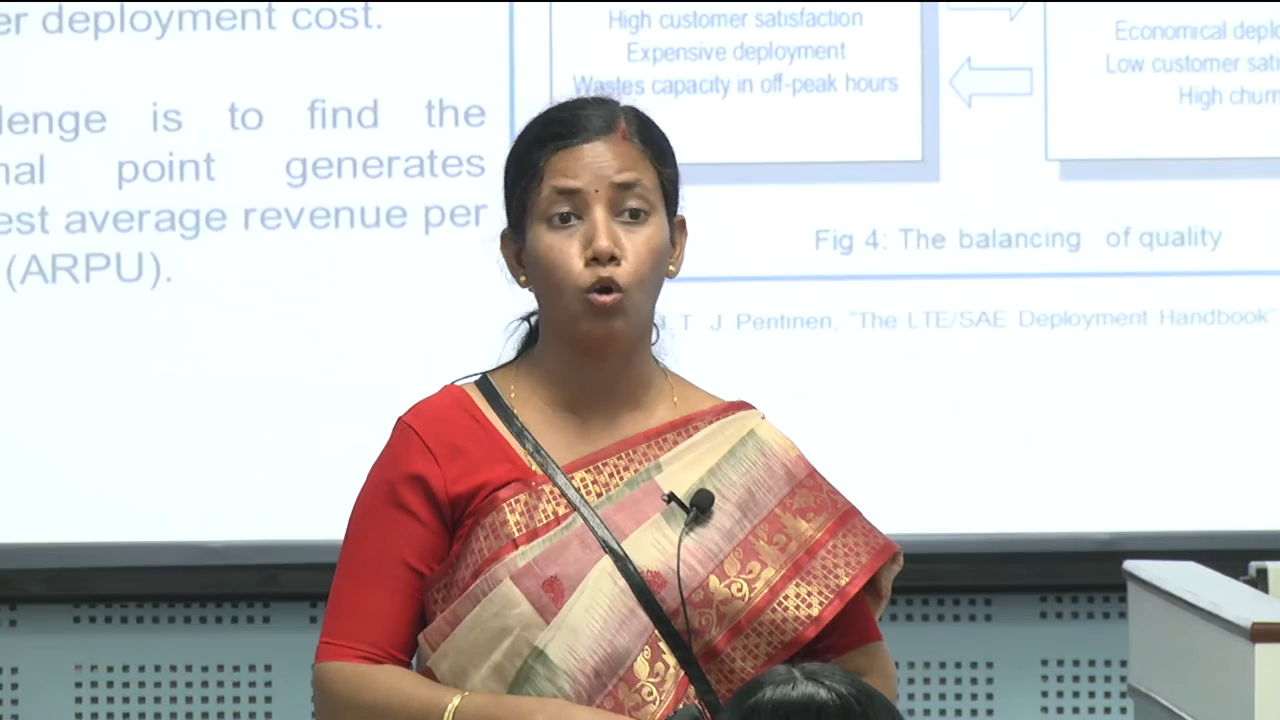 er deployment cost.
lenge is to find the
nal point generates
est average revenue per
(ARPU).
High customer satisfaction
Expensive deployment
Wastes capacity in off-peak hours
Economical deplo
Low customer sati
High churn
Fig 4: The balancing of quality
T J Pentinen, "The LTE/SAE Deployment Handbook"